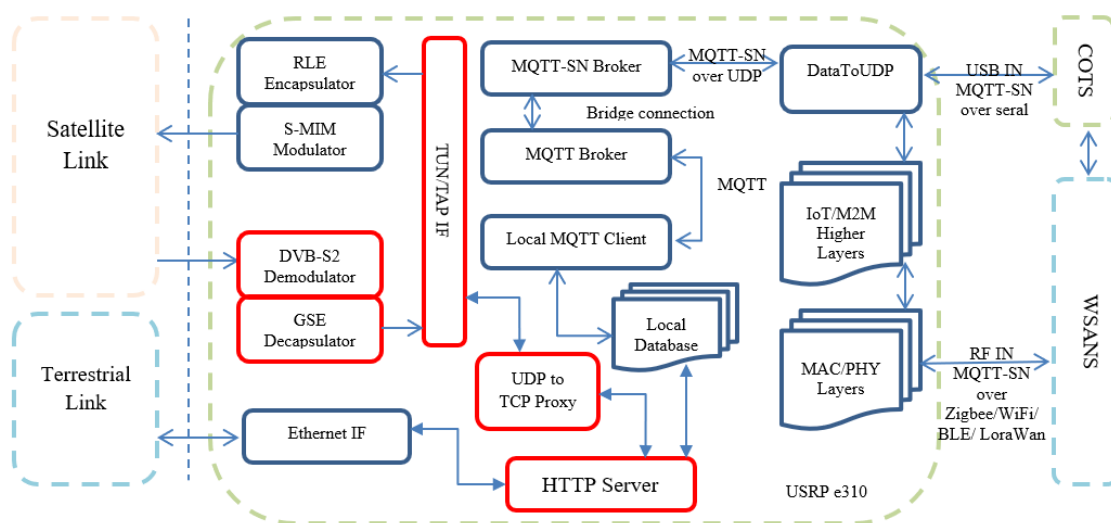 Satellite
Link
Terrestrial
Link
RLE
Encapsulator
S-MIM
Modulator
DVB-S2
Demodulator
GSE
Decapsulator
Ethernet IF
TUN/TAP IF
MQTT-SN Broker
Bridge connection
MQTT Broker
MQTT
Local MQTT Client
Local
Database
UDP to
TCP Proxy
HTTP Server
MQTT-SN
over UDP
DataToUDP
IoT/M2M
Higher
Layers
MAC/PHY
Layers
USRP e310
USB IN
MQTT-SN
over seral
RF IN
MQTT-SN
over
Zigbee/WiFi/
BLE/ LoraWan
COTS
WSANS